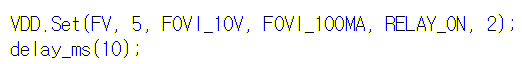 VDD.Set(FV, 5, FOVI_10V, FOVI_100MA, RELAY_ON, 2);
delay_ms(10);